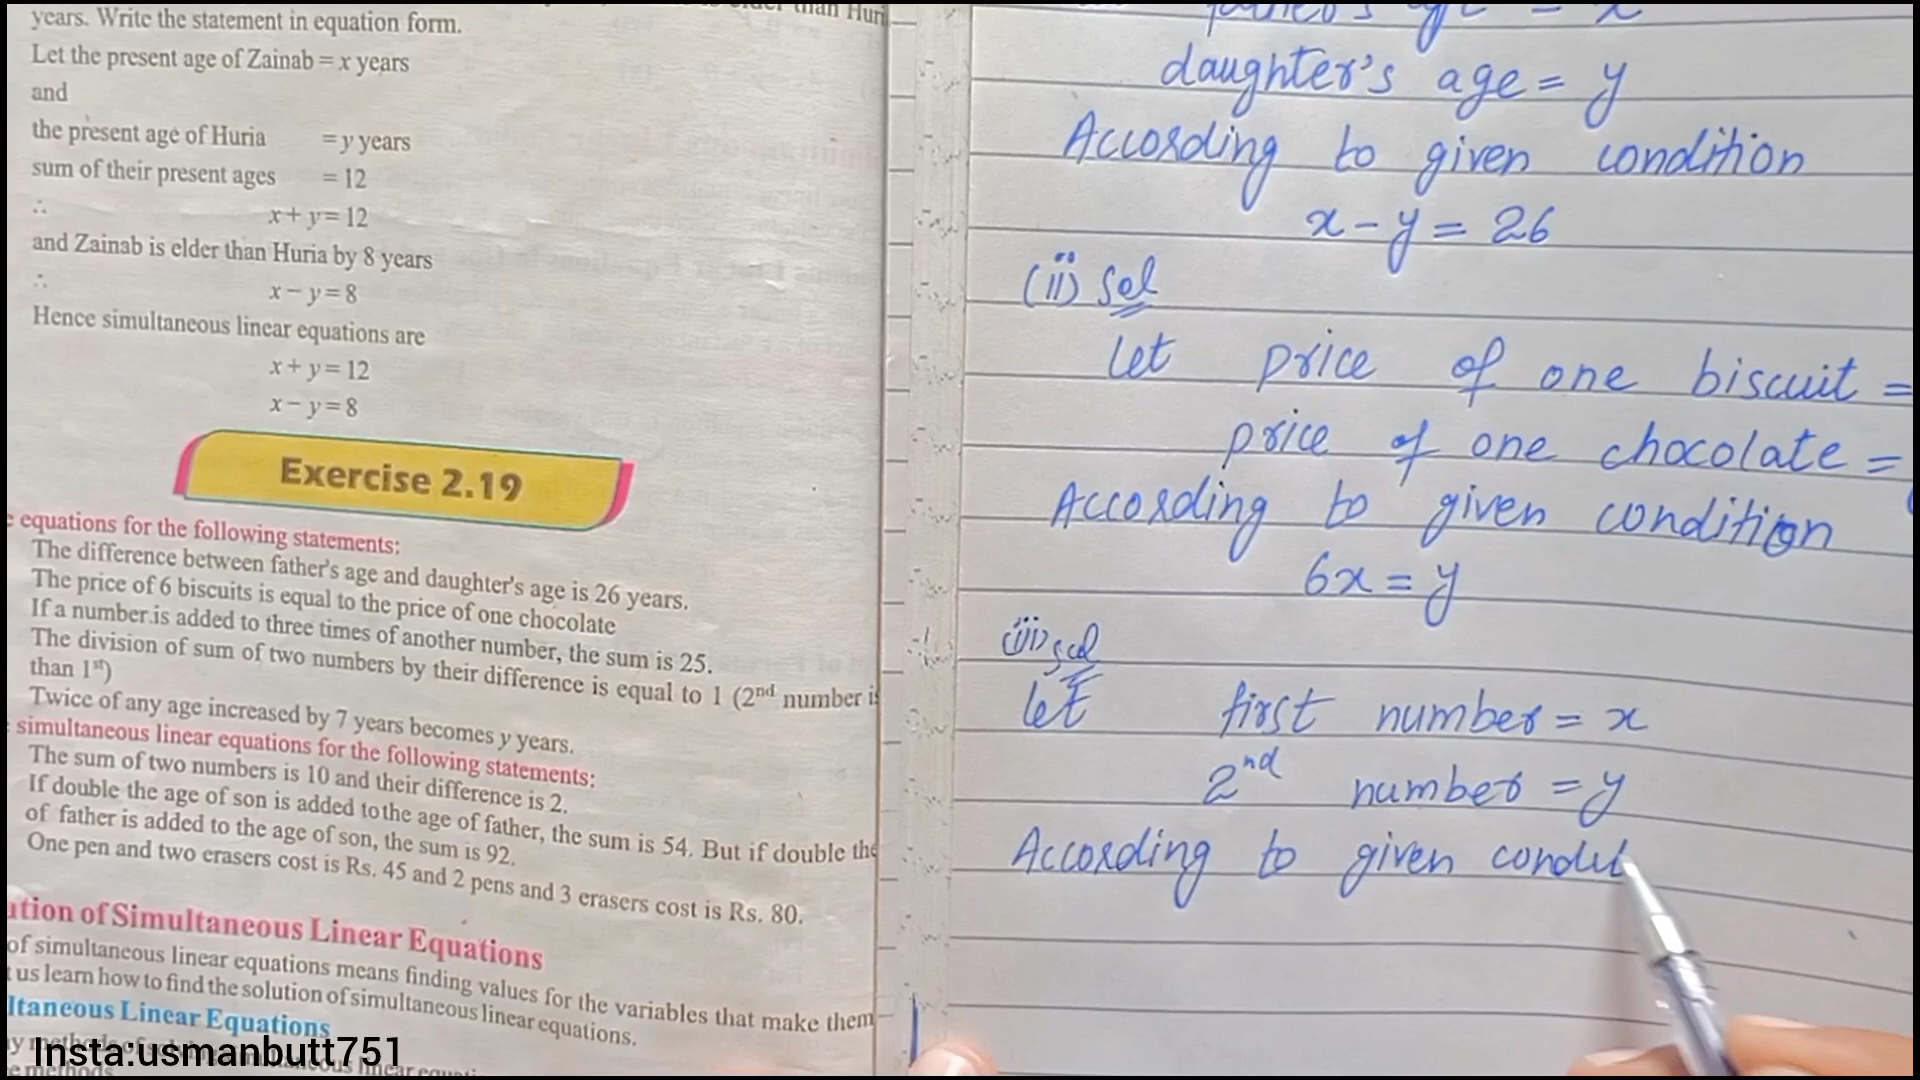 years. Write the statement in equation form.
Let the present age of Zainab = x years
and
the present age of Huria = y years
sum of their present ages = 12
∴ x + y = 12
and Zainab is elder than Huria by 8 years
∴ x − y = 8
Hence simultaneous linear equations are
x + y = 12
x − y = 8
Exercise 2.19
equations for the following statements:
The difference between father's age and daughter's age is 26 years.
The price of 6 biscuits is equal to the price of one chocolate
If a number is added to three times of another number, the sum is 25.
The division of sum of two numbers by their difference is equal to 1 (2nd number is
than 1st)
Twice of any age increased by 7 years becomes y years.
simultaneous linear equations for the following statements:
The sum of two numbers is 10 and their difference is 2.
If double the age of son is added to the age of father, the sum is 54. But if double the
of father is added to the age of son, the sum is 92.
One pen and two erasers cost is Rs. 45 and 2 pens and 3 erasers cost is Rs. 80.
ation of Simultaneous Linear Equations
of simultaneous linear equations means finding values for the variables that make them
us learn how to find the solution of simultaneous linear equations.
ltaneous Linear Equations
Insta:usmanbutt751
methods
age = x
daughter's age = y
According to given condition
x − y = 26
(ii) Sol
let price of one biscuit =
price of one chocolate =
According to given condition
6x = y
(iii) sol
let first number = x
2nd number = y
According to given condit